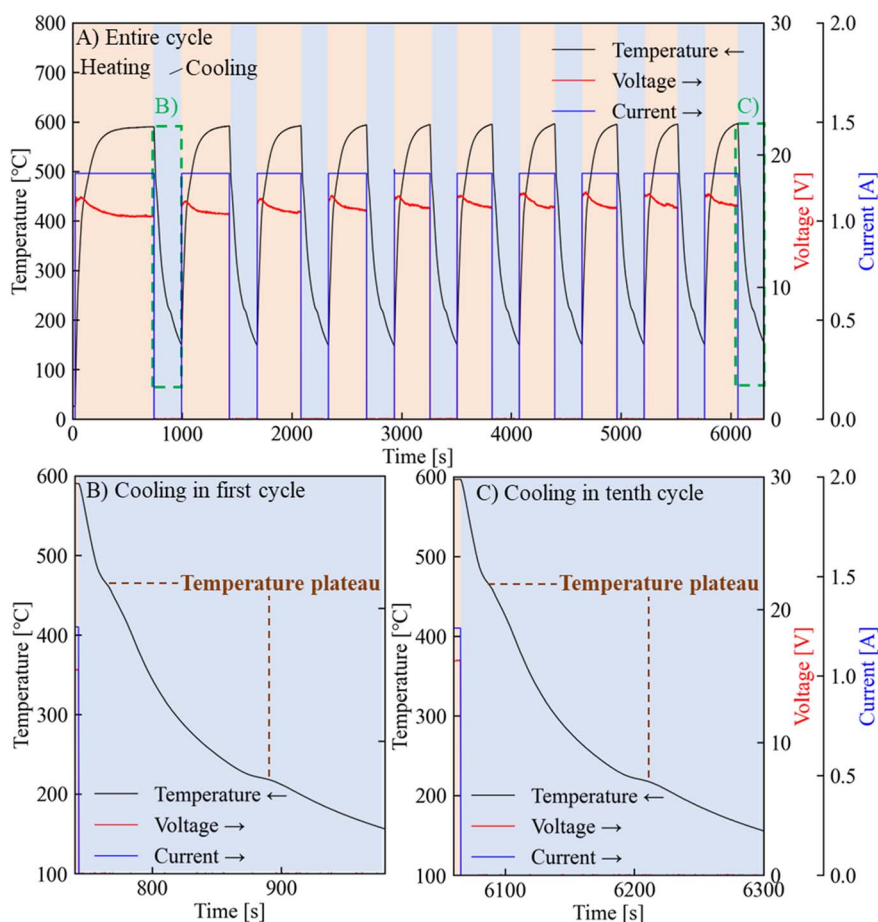 A) Entire cycle
Heating
Cooling
B)
C)
Temperature ←
Voltage →
Current →
800
700
600
500
400
300
200
100
0
Temperature [℃]
0
1000
2000
3000
4000
5000
6000
Time [s]
30
20
10
0
Voltage [V]
2.0
1.5
1.0
0.5
0.0
Current [A]
B) Cooling in first cycle
Temperature plateau
Temperature ←
Voltage →
Current →
600
500
400
300
200
100
Temperature [℃]
800
900
Time [s]
C) Cooling in tenth cycle
Temperature plateau
Temperature ←
Voltage →
Current →
600
500
400
300
200
100
Temperature [℃]
6100
6200
6300
Time [s]
30
20
10
0
Voltage [V]
2.0
1.5
1.0
0.5
0.0
Current [A]